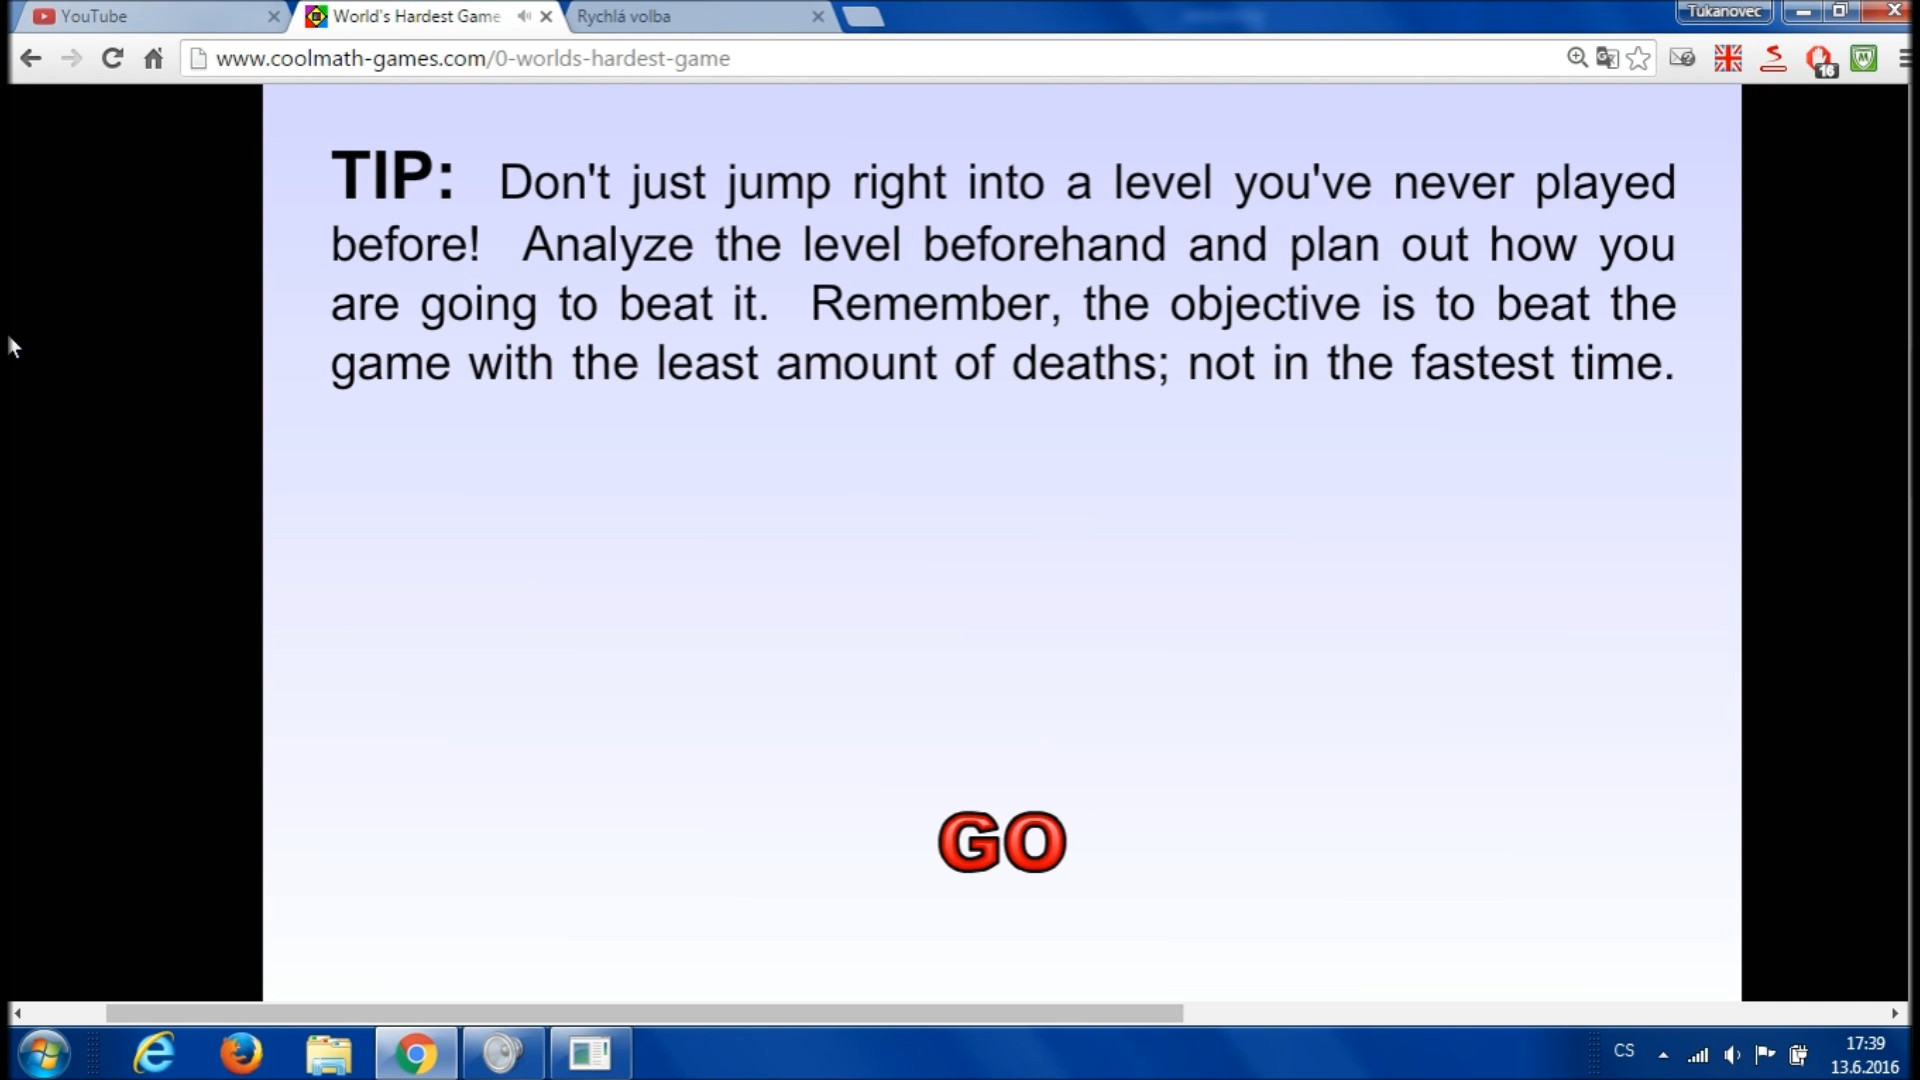 YouTube
World's Hardest Game
Rychlá volba
Tukanovec
www.coolmath-games.com/0-worlds-hardest-game
16
TIP: Don't just jump right into a level you've never played
before! Analyze the level beforehand and plan out how you
are going to beat it. Remember, the objective is to beat the
game with the least amount of deaths; not in the fastest time.
GO
CS
17:39
13.6.2016